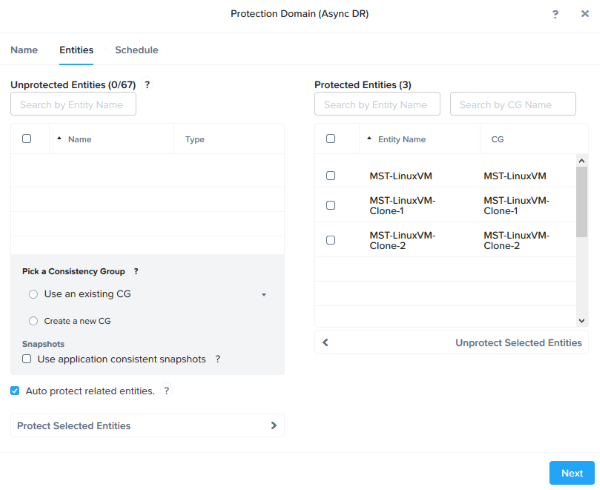 Protection Domain (Async DR)
? ×
Name Entities Schedule
Unprotected Entities (0/67) ?
Search by Entity Name
Name Type
Pick a Consistency Group ?
Use an existing CG
Create a new CG
Snapshots
Use application consistent snapshots ?
Auto protect related entities. ?
Protect Selected Entities
Protected Entities (3)
Search by Entity Name Search by CG Name
Entity Name CG
MST-LinuxVM MST-LinuxVM
MST-LinuxVM- MST-LinuxVM-
Clone-1 Clone-1
MST-LinuxVM- MST-LinuxVM-
Clone-2 Clone-2
Unprotect Selected Entities
Next